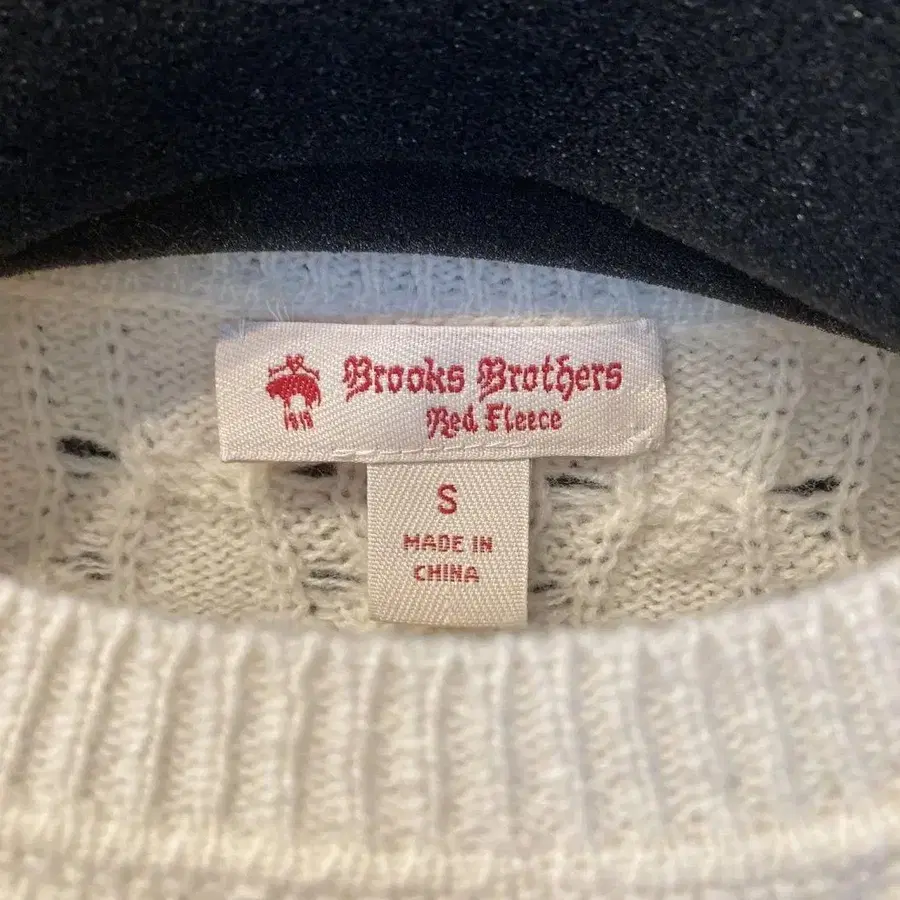 Brooks Brothers
Red Fleece
1818
S
MADE IN
CHINA